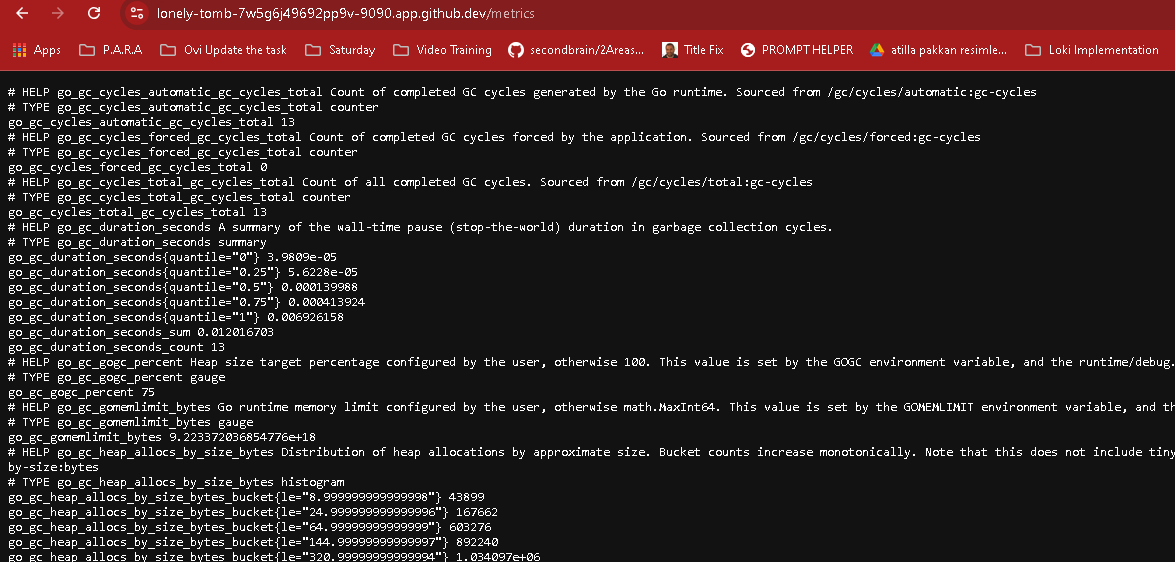 lonely-tomb-7w5g6j49692pp9v-9090.app.github.dev/metrics
Apps P.A.R.A Ovi Update the task Saturday Video Training secondbrain/2Areas... Title Fix PROMPT HELPER atilla pakkan resimle... Loki Implementation
# HELP go_gc_cycles_automatic_gc_cycles_total Count of completed GC cycles generated by the Go runtime. Sourced from /gc/cycles/automatic:gc-cycles
# TYPE go_gc_cycles_automatic_gc_cycles_total counter
go_gc_cycles_automatic_gc_cycles_total 13
# HELP go_gc_cycles_forced_gc_cycles_total Count of completed GC cycles forced by the application. Sourced from /gc/cycles/forced:gc-cycles
# TYPE go_gc_cycles_forced_gc_cycles_total counter
go_gc_cycles_forced_gc_cycles_total 0
# HELP go_gc_cycles_total_gc_cycles_total Count of all completed GC cycles. Sourced from /gc/cycles/total:gc-cycles
# TYPE go_gc_cycles_total_gc_cycles_total counter
go_gc_cycles_total_gc_cycles_total 13
# HELP go_gc_duration_seconds A summary of the wall-time pause (stop-the-world) duration in garbage collection cycles.
# TYPE go_gc_duration_seconds summary
go_gc_duration_seconds{quantile="0"} 3.9809e-05
go_gc_duration_seconds{quantile="0.25"} 5.6228e-05
go_gc_duration_seconds{quantile="0.5"} 0.000139988
go_gc_duration_seconds{quantile="0.75"} 0.000413924
go_gc_duration_seconds{quantile="1"} 0.006926158
go_gc_duration_seconds_sum 0.012016703
go_gc_duration_seconds_count 13
# HELP go_gc_gogc_percent Heap size target percentage configured by the user, otherwise 100. This value is set by the GOGC environment variable, and the runtime/debug.
# TYPE go_gc_gogc_percent gauge
go_gc_gogc_percent 75
# HELP go_gc_gomemlimit_bytes Go runtime memory limit configured by the user, otherwise math.MaxInt64. This value is set by the GOMEMLIMIT environment variable, and th
# TYPE go_gc_gomemlimit_bytes gauge
go_gc_gomemlimit_bytes 9.223372036854776e+18
# HELP go_gc_heap_allocs_by_size_bytes Distribution of heap allocations by approximate size. Bucket counts increase monotonically. Note that this does not include tiny
by-size:bytes
# TYPE go_gc_heap_allocs_by_size_bytes histogram
go_gc_heap_allocs_by_size_bytes_bucket{le="8.999999999999998"} 43899
go_gc_heap_allocs_by_size_bytes_bucket{le="24.999999999999996"} 167662
go_gc_heap_allocs_by_size_bytes_bucket{le="64.99999999999999"} 603276
go_gc_heap_allocs_by_size_bytes_bucket{le="144.99999999999997"} 892240
go_gc_heap_allocs_by_size_bytes_bucket{le="320.99999999999994"} 1.034097e+06